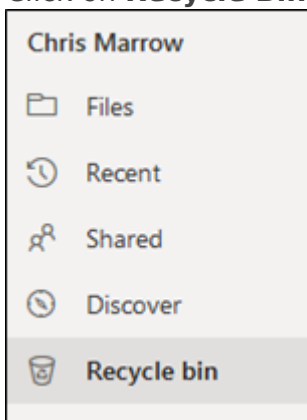 Click on Recycle Bin
Chris Marrow
Files
Recent
Shared
Discover
Recycle bin